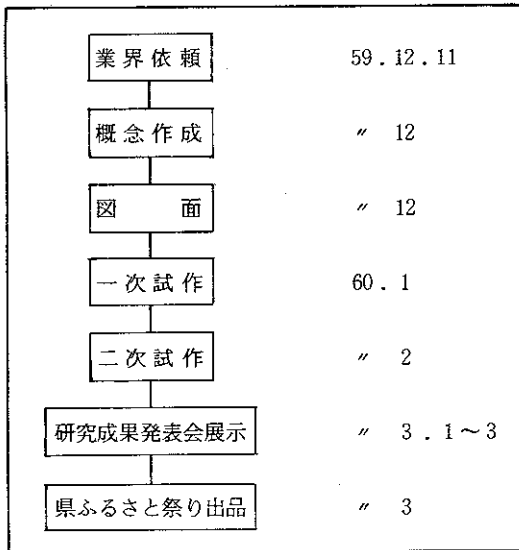 業界依頼 59.12.11
概念作成 〃 12
図面 〃 12
一次試作 60.1
二次試作 〃 2
研究成果発表会展示 〃 3.1～3
県ふるさと祭り出品 〃 3